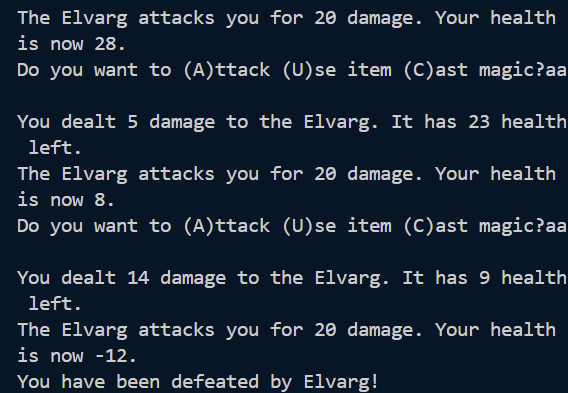 The Elvarg attacks you for 20 damage. Your health
is now 28.
Do you want to (A)ttack (U)se item (C)ast magic?aa
You dealt 5 damage to the Elvarg. It has 23 health
left.
The Elvarg attacks you for 20 damage. Your health
is now 8.
Do you want to (A)ttack (U)se item (C)ast magic?aa
You dealt 14 damage to the Elvarg. It has 9 health
left.
The Elvarg attacks you for 20 damage. Your health
is now -12.
You have been defeated by Elvarg!